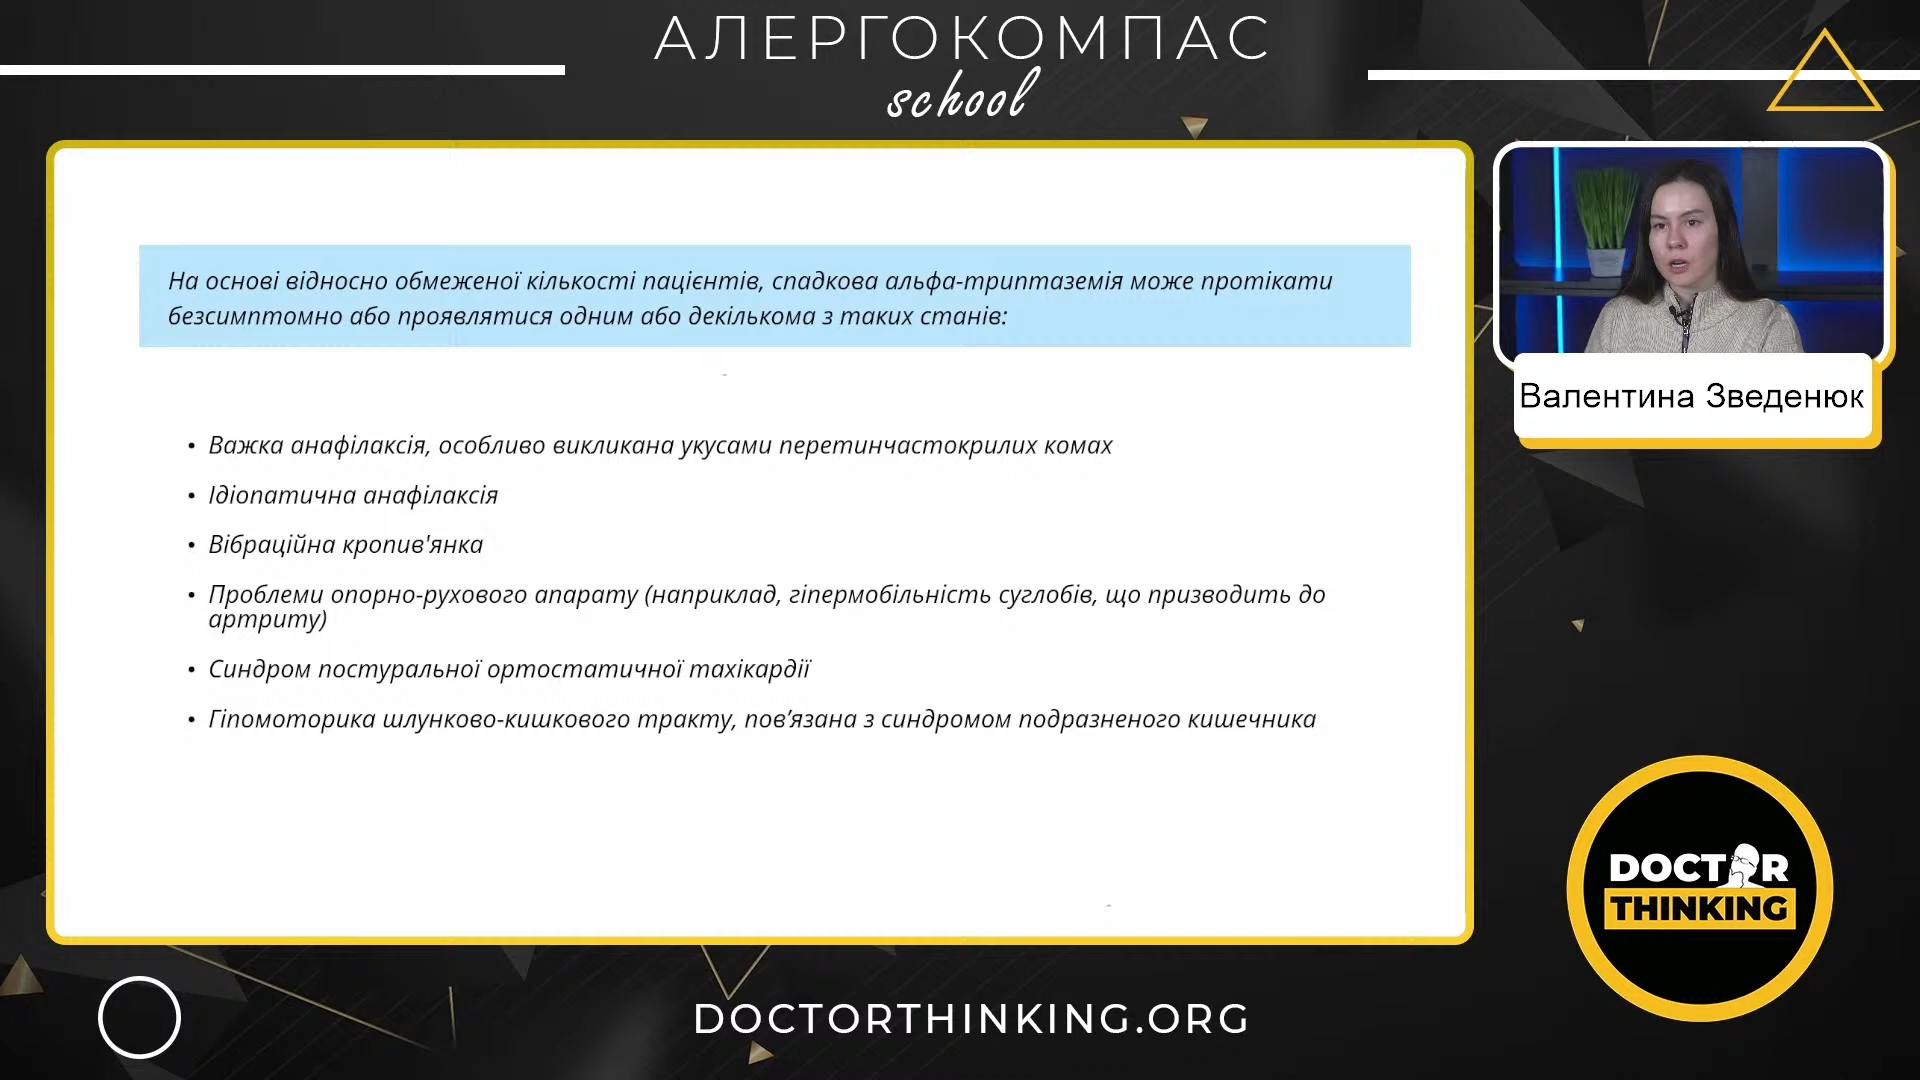 АЛЕРГОКОМПАС
school
На основі відносно обмеженої кількості пацієнтів, спадкова альфа-триптаземія може протікати
безсимптомно або проявлятися одним або декількома з таких станів:
• Важка анафілаксія, особливо викликана укусами перетинчастокрилих комах
• Ідіопатична анафілаксія
• Вібраційна кропив'янка
• Проблеми опорно-рухового апарату (наприклад, гіпермобільність суглобів, що призводить до
артриту)
• Синдром постуральної ортостатичної тахікардії
• Гіпомоторика шлунково-кишкового тракту, пов’язана з синдромом подразненого кишечника
Валентина Зведенюк
DOCTOR
THINKING
DOCTORTHINKING.ORG